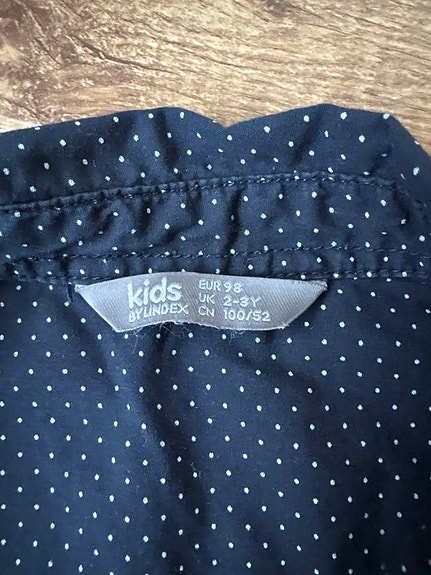 kids
BY LINDEX
EUR 98
UK 2-3Y
CN 100/52